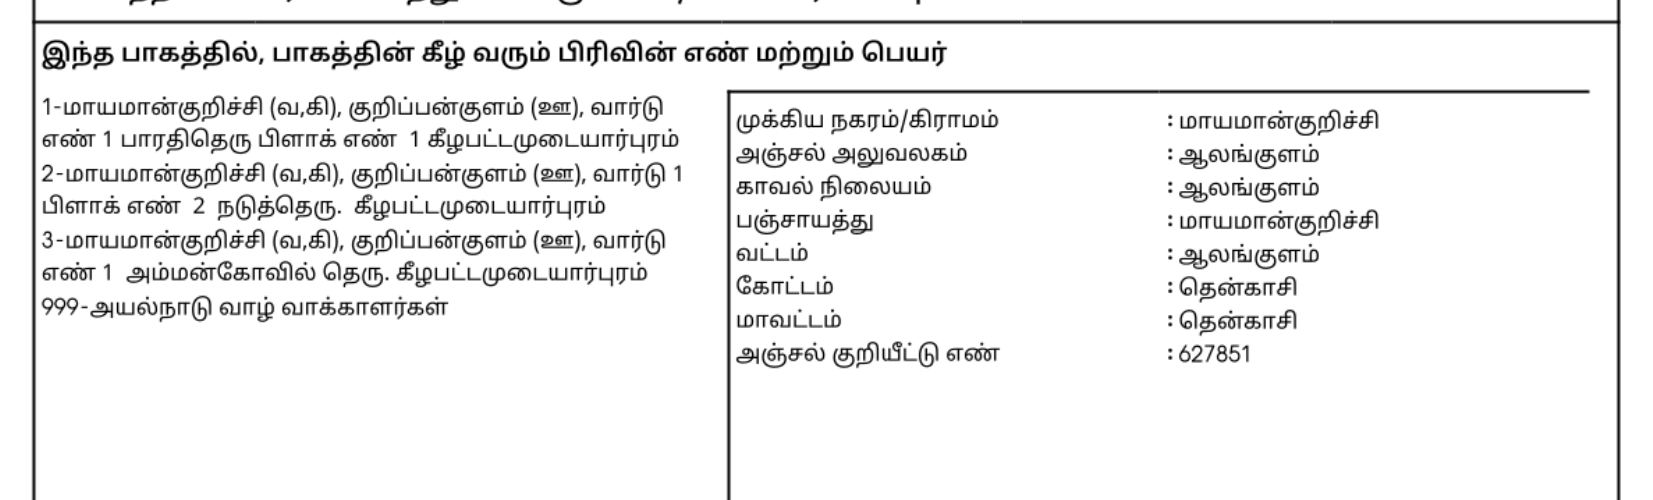 இந்த பாகத்தில், பாகத்தின் கீழ் வரும் பிரிவின் எண் மற்றும் பெயர்
1-மாயமான்குறிச்சி (வ,கி), குறிப்பன்குளம் (ஊ), வார்டு
எண் 1 பாரதிதெரு பிளாக் எண்  1 கீழபட்டமுடையார்புரம்
2-மாயமான்குறிச்சி (வ,கி), குறிப்பன்குளம் (ஊ), வார்டு 1
பிளாக் எண்  2  நடுத்தெரு.  கீழபட்டமுடையார்புரம்
3-மாயமான்குறிச்சி (வ,கி), குறிப்பன்குளம் (ஊ), வார்டு
எண் 1  அம்மன்கோவில் தெரு. கீழபட்டமுடையார்புரம்
999-அயல்நாடு வாழ் வாக்காளர்கள்
முக்கிய நகரம்/கிராமம் : மாயமான்குறிச்சி
அஞ்சல் அலுவலகம் : ஆலங்குளம்
காவல் நிலையம் : ஆலங்குளம்
பஞ்சாயத்து : மாயமான்குறிச்சி
வட்டம் : ஆலங்குளம்
கோட்டம் : தென்காசி
மாவட்டம் : தென்காசி
அஞ்சல் குறியீட்டு எண் : 627851